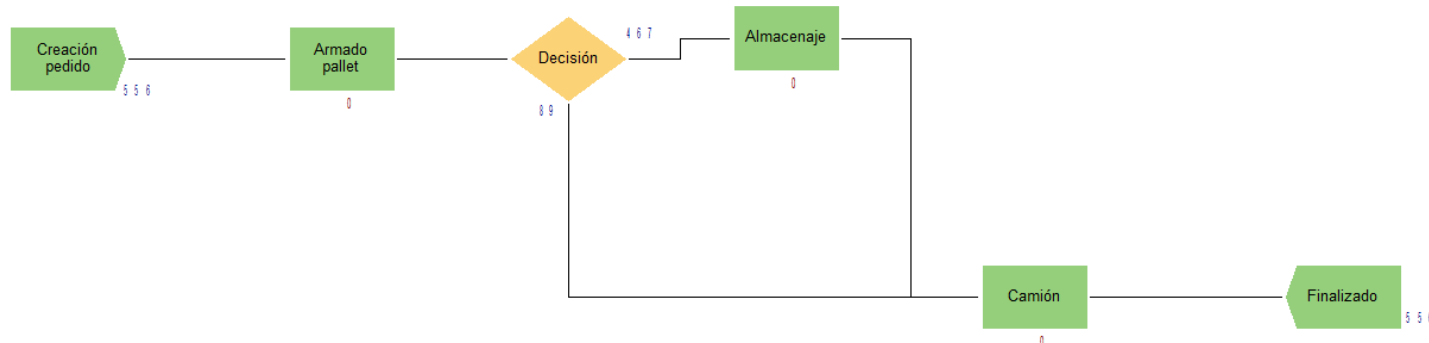 Creación
pedido
5 5 6
Armado
pallet
0
Decisión
4 6 7
8 9
Almacenaje
0
Camión
0
Finalizado
5 5